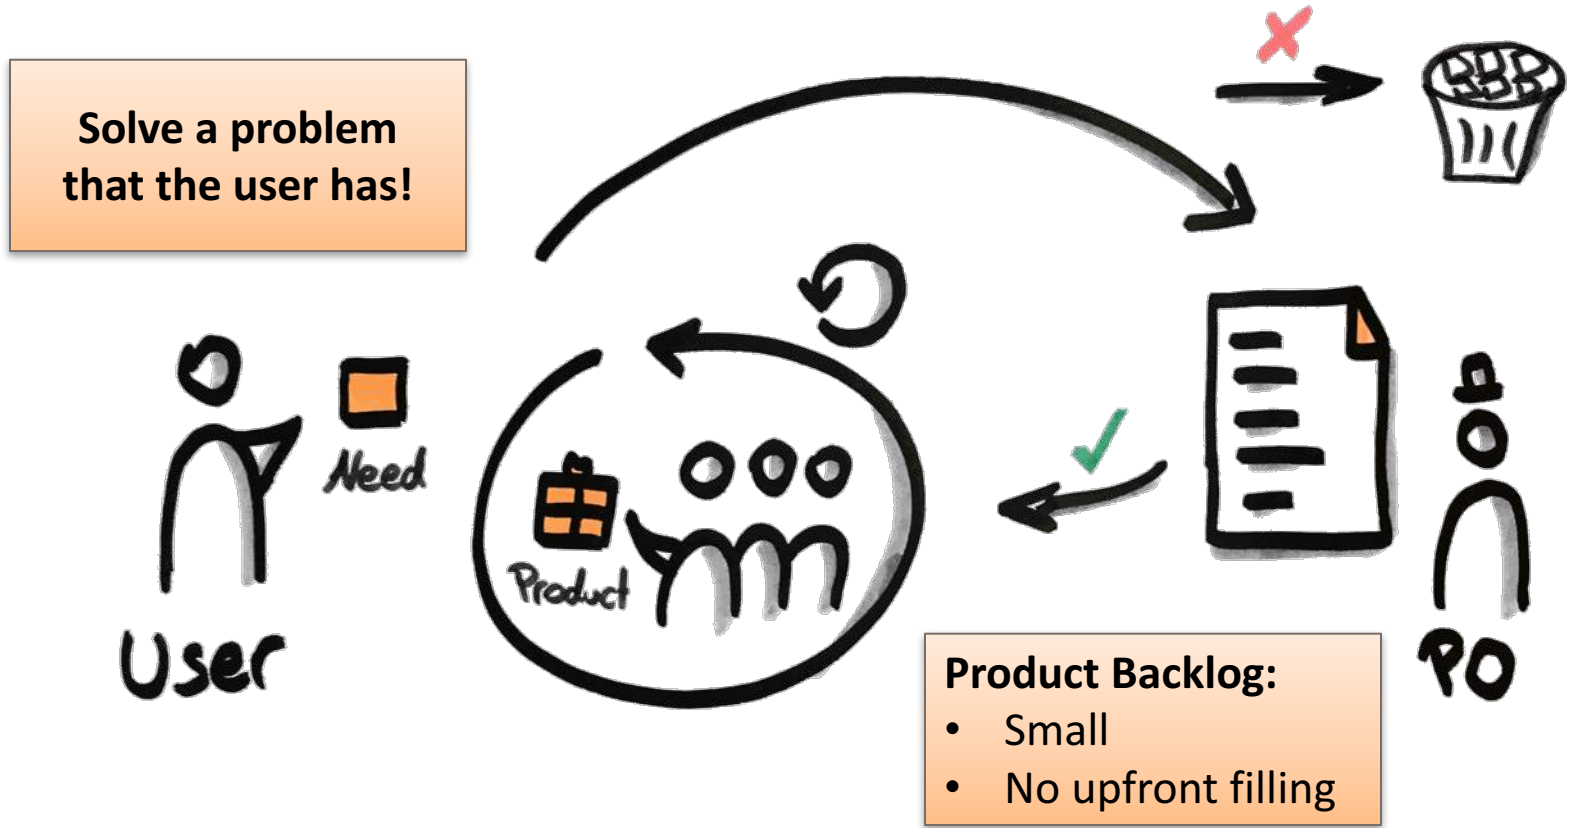 Solve a problem
that the user has!
Need
Product
User
PO
Product Backlog:
• Small
• No upfront filling